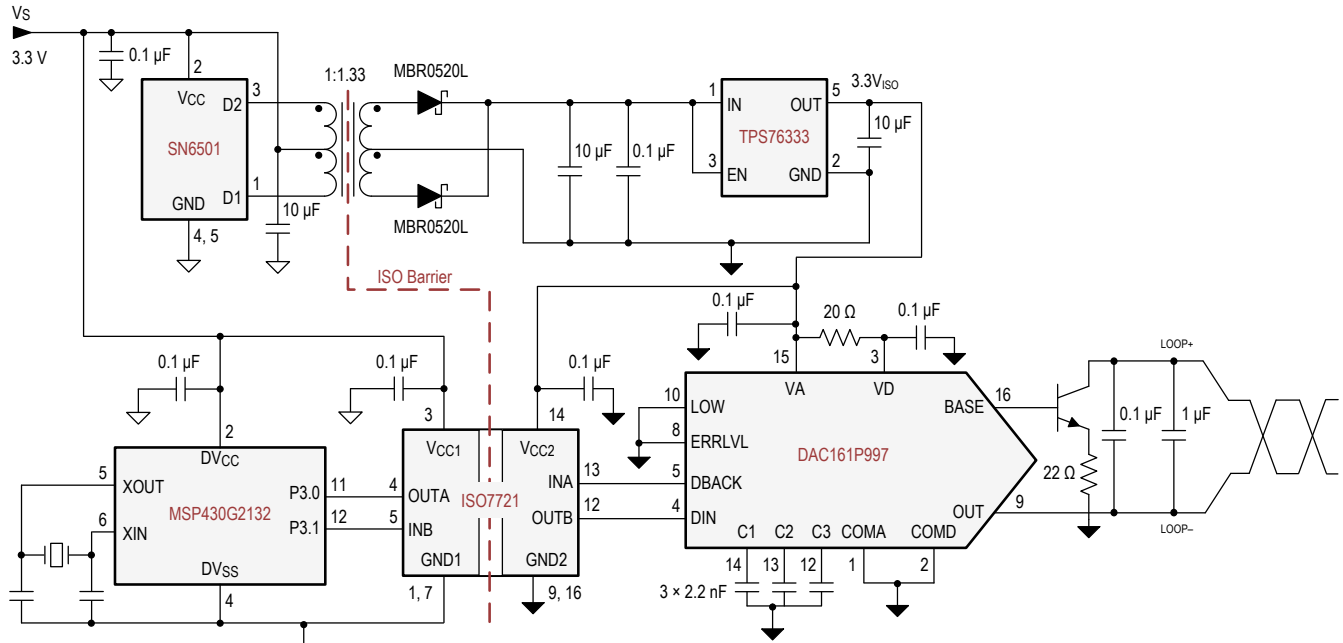 VS
3.3 V
0.1 µF
2
VCC
D2
3
SN6501
D1
1
GND
4, 5
10 µF
1:1.33
MBR0520L
MBR0520L
10 µF
0.1 µF
1
IN
OUT
5
TPS76333
3
EN
GND
2
3.3VISO
10 µF
ISO Barrier
0.1 µF
0.1 µF
0.1 µF
0.1 µF
20 Ω
0.1 µF
2
DVCC
5
XOUT
P3.0
11
MSP430G2132
6
XIN
P3.1
12
DVSS
4
3
14
VCC1
VCC2
4
OUTA
INA
13
ISO7721
5
INB
OUTB
12
GND1
GND2
1, 7
9, 16
15
3
VA
VD
10
LOW
BASE
16
8
ERRLVL
DAC161P997
5
DBACK
4
DIN
OUT
9
C1
C2
C3
COMA
COMD
14
13
12
1
2
3 × 2.2 nF
22 Ω
0.1 µF
1 µF
LOOP+
LOOP–